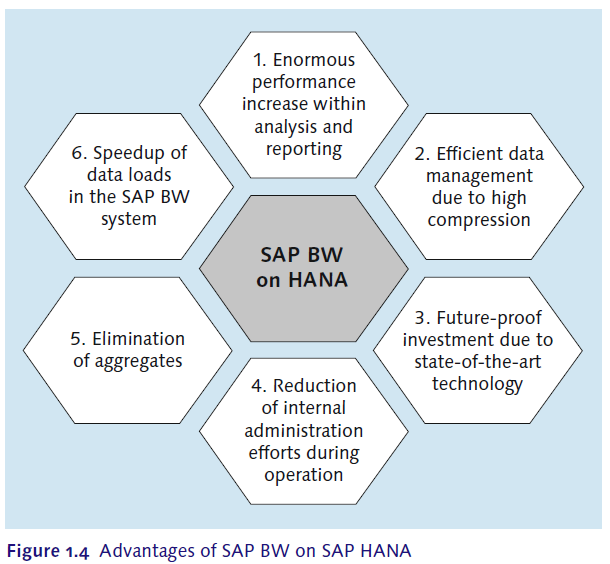 1. Enormous
performance
increase within
analysis and
reporting
2. Efficient data
management
due to high
compression
3. Future-proof
investment due to
state-of-the-art
technology
4. Reduction
of internal
administration
efforts during
operation
5. Elimination
of aggregates
6. Speedup of
data loads
in the SAP BW
system
SAP BW
on HANA
Figure 1.4 Advantages of SAP BW on SAP HANA